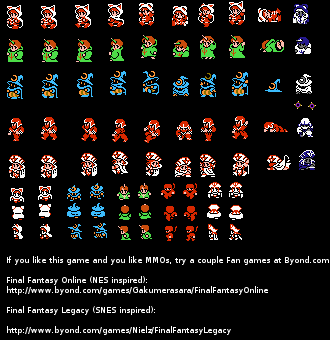 If you like this game and you like MMOs, try a couple Fan games at Byond.com
Final Fantasy Online (NES inspired):
http://www.byond.com/games/Gakumerasara/FinalFantasyOnline
Final Fantasy Legacy (SNES inspired):
http://www.byond.com/games/Nielz/FinalFantasyLegacy